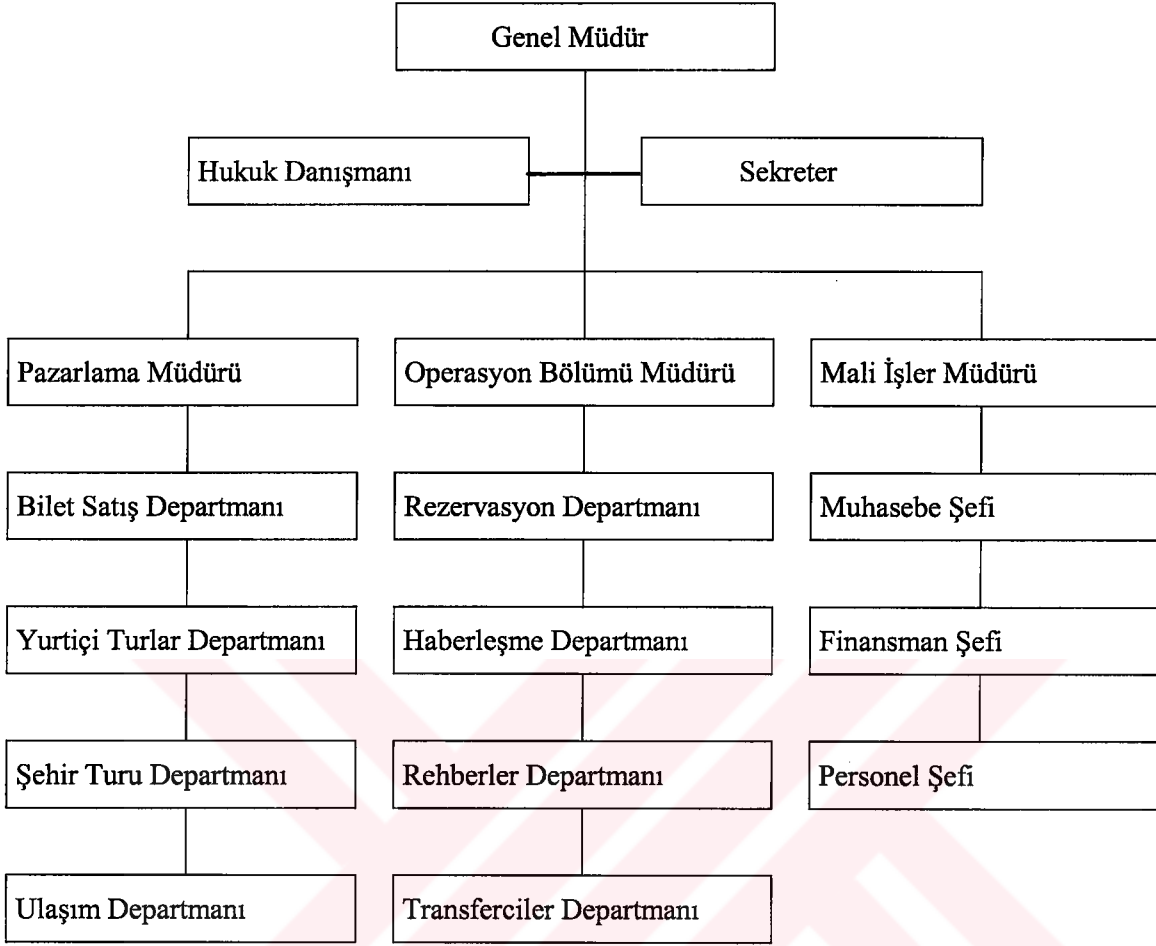 Genel Müdür
Hukuk Danışmanı
Sekreter
Pazarlama Müdürü
Operasyon Bölümü Müdürü
Mali İşler Müdürü
Bilet Satış Departmanı
Rezervasyon Departmanı
Muhasebe Şefi
Yurtiçi Turlar Departmanı
Haberleşme Departmanı
Finansman Şefi
Şehir Turu Departmanı
Rehberler Departmanı
Personel Şefi
Ulaşım Departmanı
Transferciler Departmanı